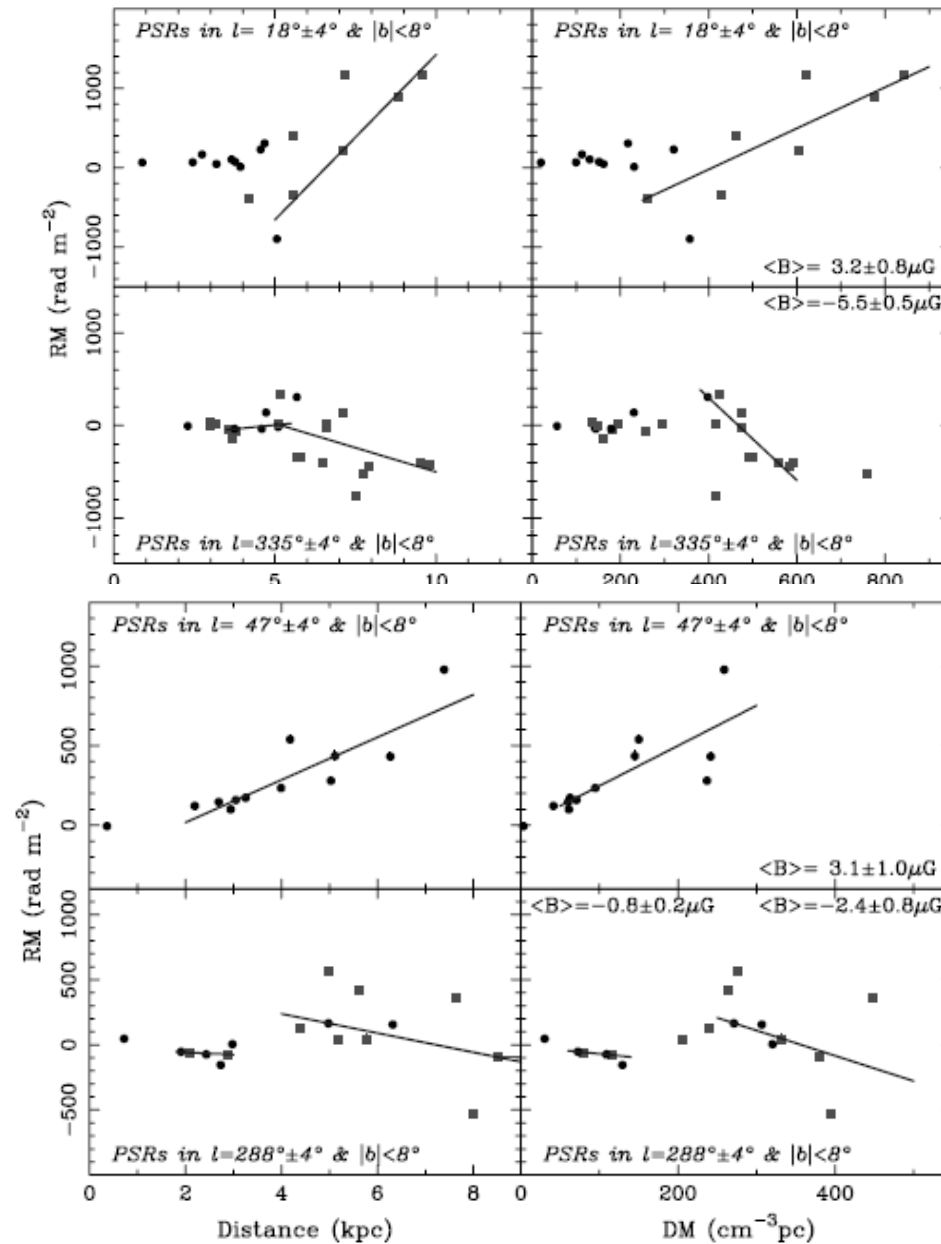 PSRs in l= 18°±4° & |b|<8°
PSRs in l= 18°±4° & |b|<8°
1000
0
−1000
<B>= 3.2±0.8μG
RM (rad m⁻²)
<B>=−5.5±0.5μG
1000
0
−1000
PSRs in l=335°±4° & |b|<8°
PSRs in l=335°±4° & |b|<8°
0 5 10 0 200 400 600 800
PSRs in l= 47°±4° & |b|<8°
PSRs in l= 47°±4° & |b|<8°
1000
500
0
<B>= 3.1±1.0μG
RM (rad m⁻²)
<B>=−0.8±0.2μG <B>=−2.4±0.8μG
1000
500
0
−500
PSRs in l=288°±4° & |b|<8°
PSRs in l=288°±4° & |b|<8°
0 2 4 6 8 0 200 400
Distance (kpc) DM (cm⁻³pc)